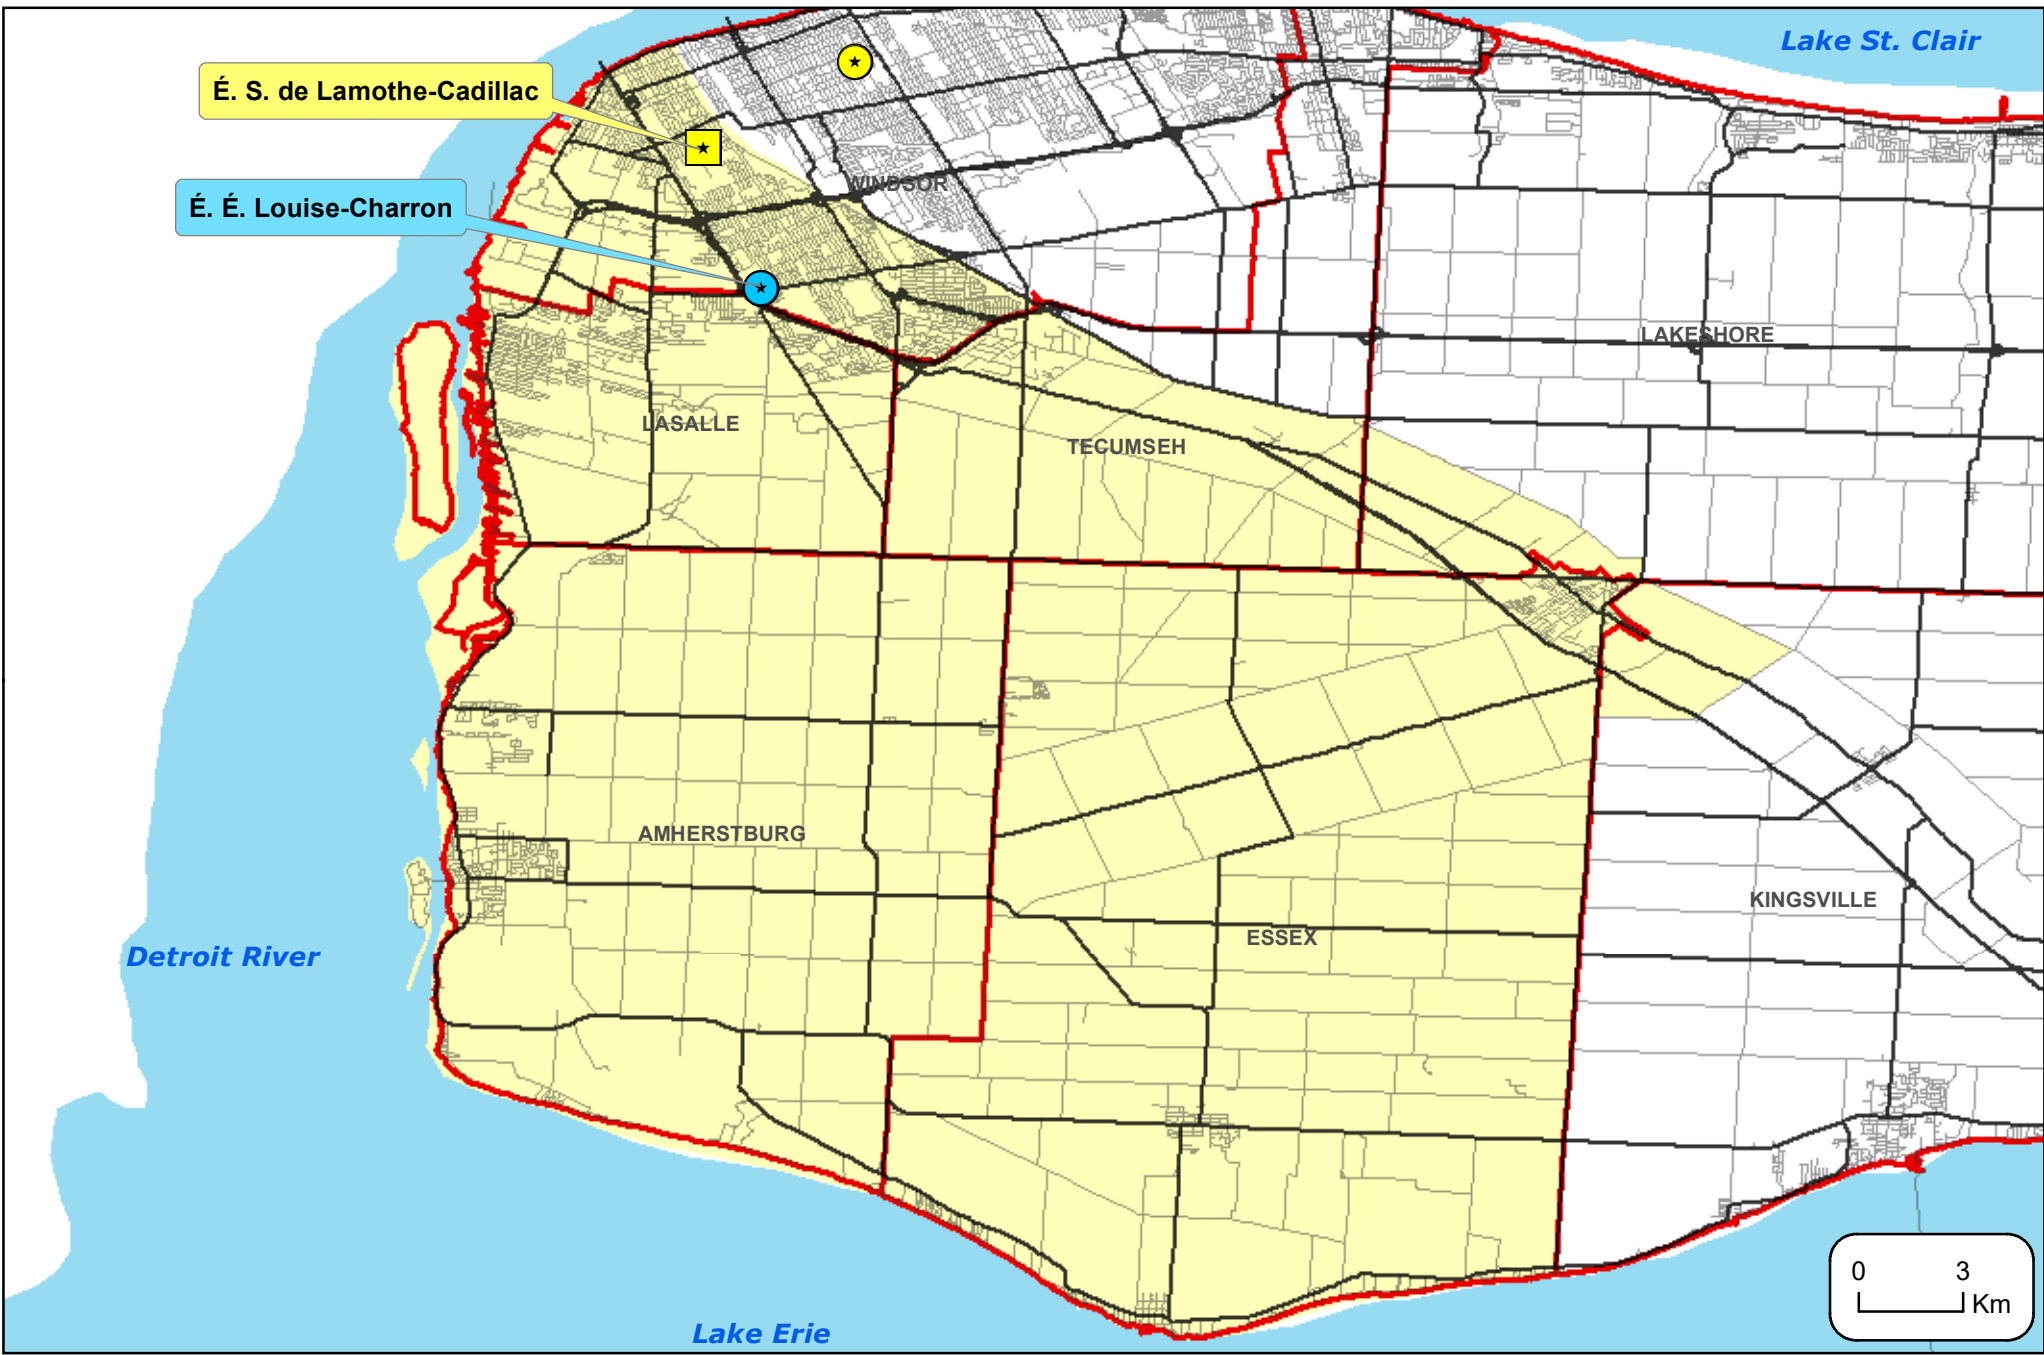 Lake St. Clair
É. S. de Lamothe-Cadillac
WINDSOR
É. É. Louise-Charron
LAKESHORE
LASALLE
TECUMSEH
AMHERSTBURG
KINGSVILLE
ESSEX
Detroit River
0 3
Km
Lake Erie